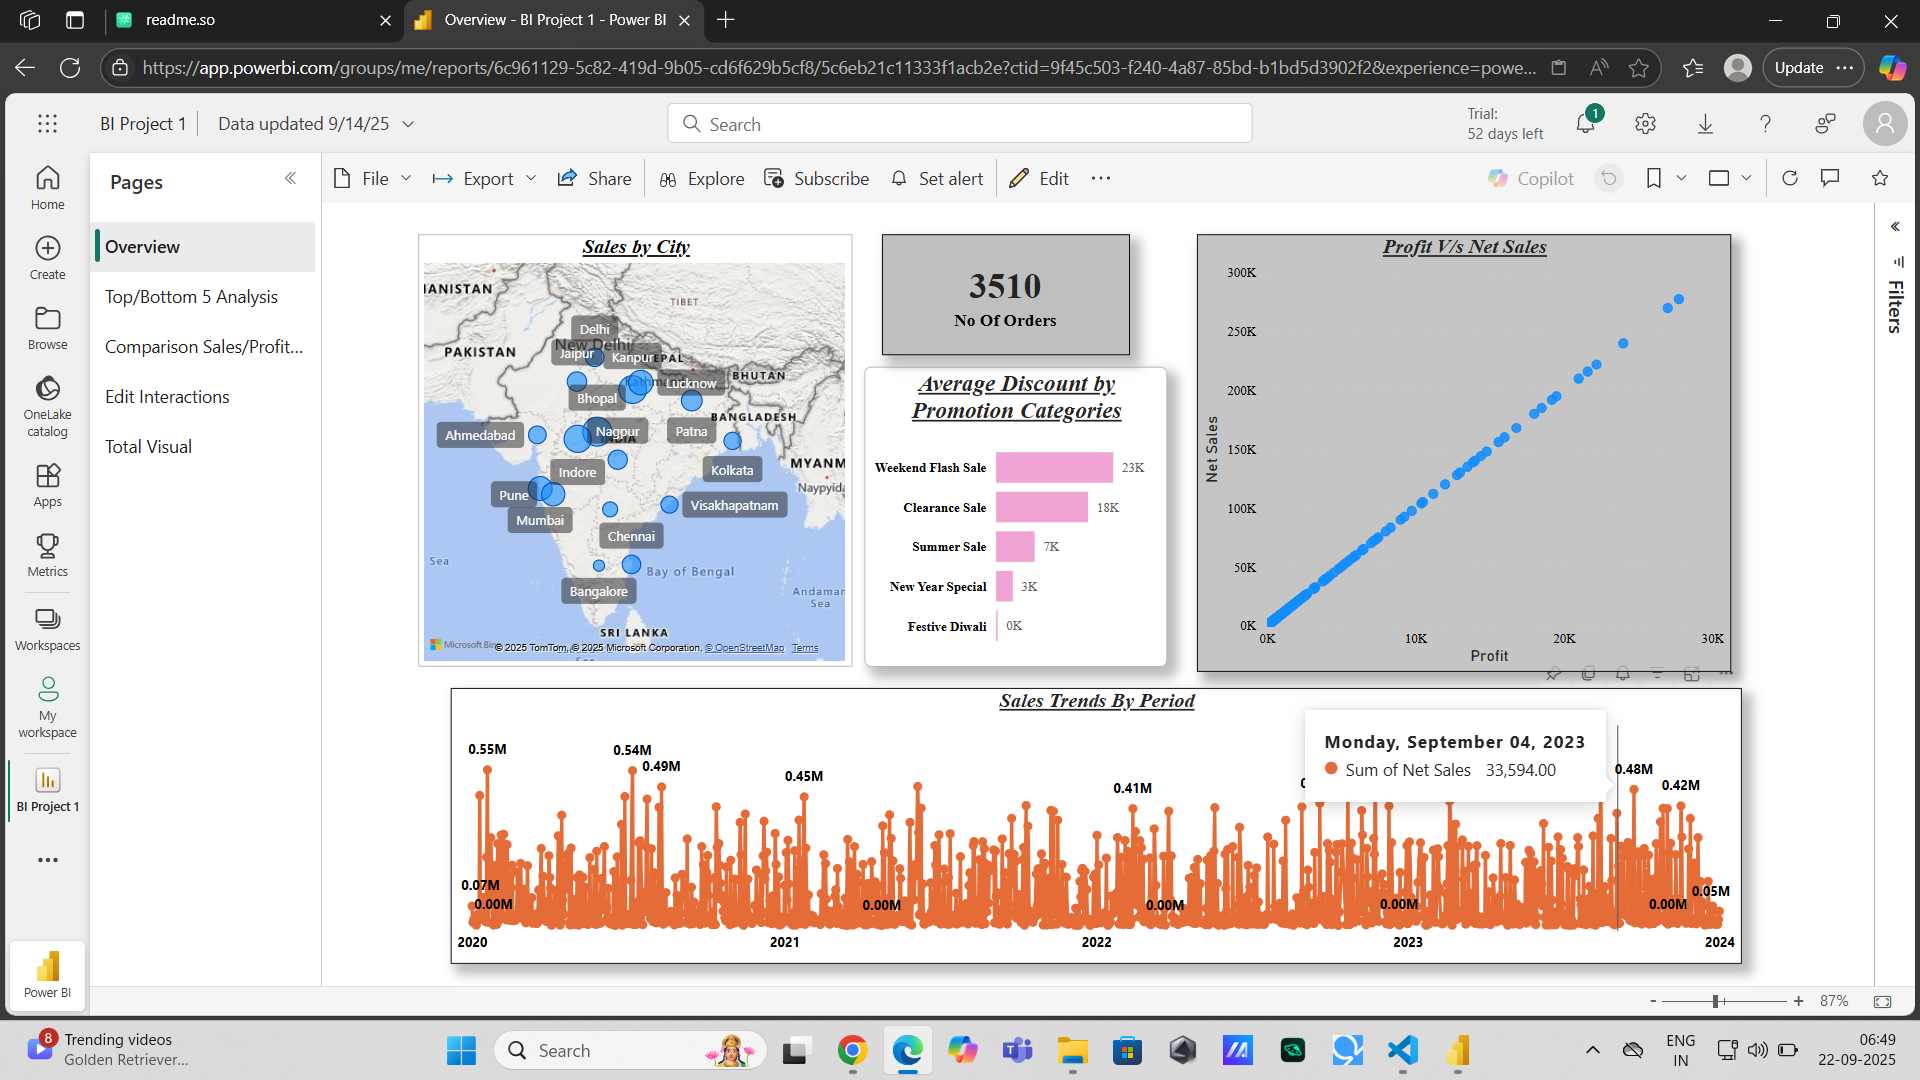 readme.so
Overview - BI Project 1 - Power BI
https://app.powerbi.com/groups/me/reports/6c961129-5c82-419d-9b05-cd6f629b5cf8/5c6eb21c11333f1acb2e?ctid=9f45c503-f240-4a87-85bd-b1bd5d3902f2&experience=powe...
Update
BI Project 1
Data updated 9/14/25
Search
Trial:
52 days left
1
Home
Create
Browse
OneLake
catalog
Apps
Metrics
Workspaces
My
workspace
BI Project 1
Power BI
Pages
Overview
Top/Bottom 5 Analysis
Comparison Sales/Profit...
Edit Interactions
Total Visual
File
Export
Share
Explore
Subscribe
Set alert
Edit
Copilot
Filters
Sales by City
TIBET
Delhi
New Delhi
PAKISTAN
Jaipur
Kanpur
Lucknow
BHUTAN
Bhopal
BANGLADESH
Ahmedabad
Nagpur
Patna
INDIA
Indore
Kolkata
Pune
Visakhapatnam
Mumbai
Chennai
Sea
Bay of Bengal
Bangalore
Andaman
Sea
SRI LANKA
© 2025 TomTom, © 2025 Microsoft Corporation, © OpenStreetMap Terms
3510
No Of Orders
Average Discount by
Promotion Categories
Weekend Flash Sale 23K
Clearance Sale 18K
Summer Sale 7K
New Year Special 3K
Festive Diwali 0K
Profit V/s Net Sales
300K
250K
200K
150K
100K
50K
0K
Net Sales
0K 10K 20K 30K
Profit
Sales Trends By Period
0.55M
0.54M
0.49M
0.45M
0.41M
0.48M
0.42M
0.07M
0.00M
0.00M
0.00M
0.00M
0.00M
0.05M
2020 2021 2022 2023 2024
Monday, September 04, 2023
Sum of Net Sales 33,594.00
- + 87%
8
Trending videos
Golden Retriever...
Search
ENG
IN
06:49
22-09-2025